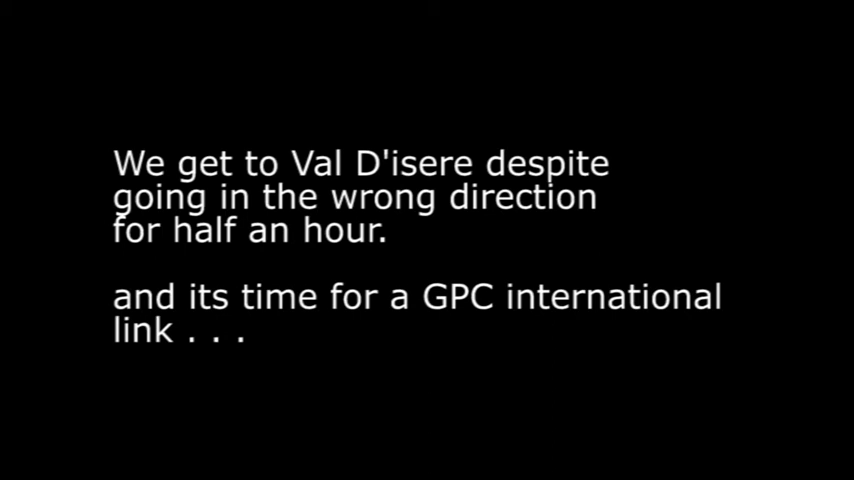 We get to Val D'isere despite
going in the wrong direction
for half an hour.
and its time for a GPC international
link . . .